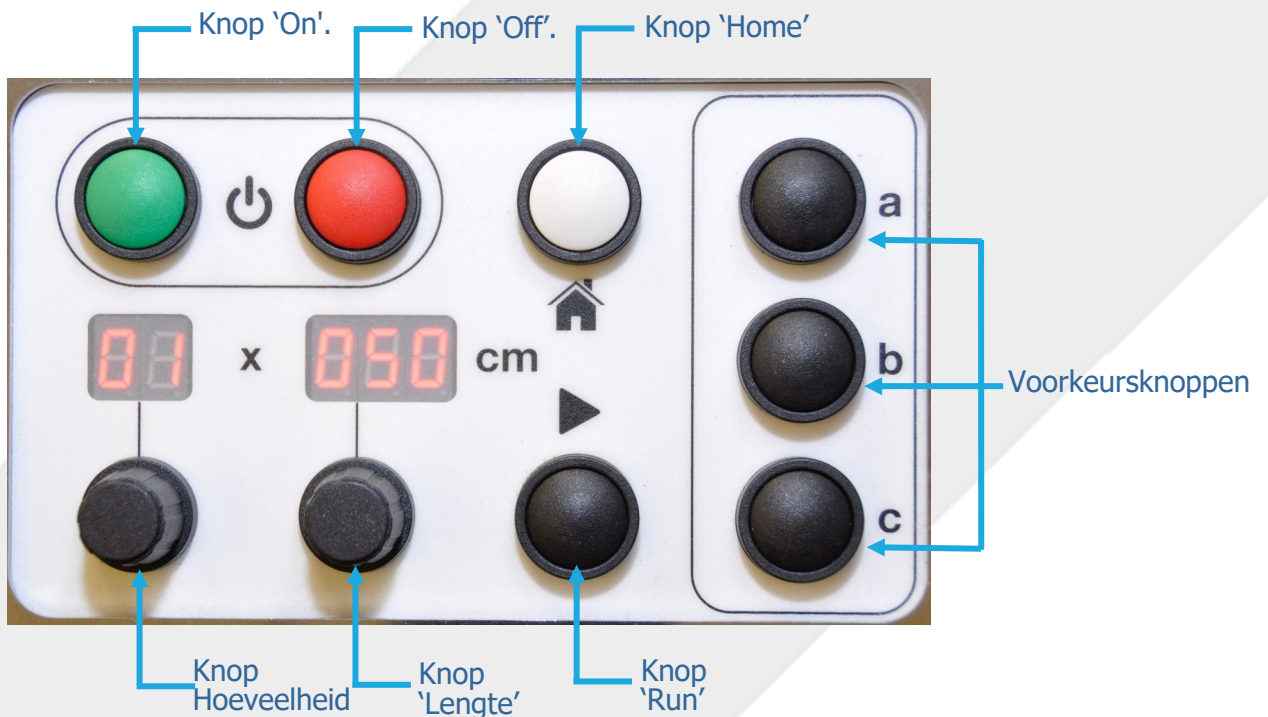 Knop ‘On'.
Knop ‘Off’.
Knop ‘Home’
a
01 x 050 cm
b
Voorkeursknoppen
c
Knop
Hoeveelheid
Knop
‘Lengte’
Knop
‘Run’